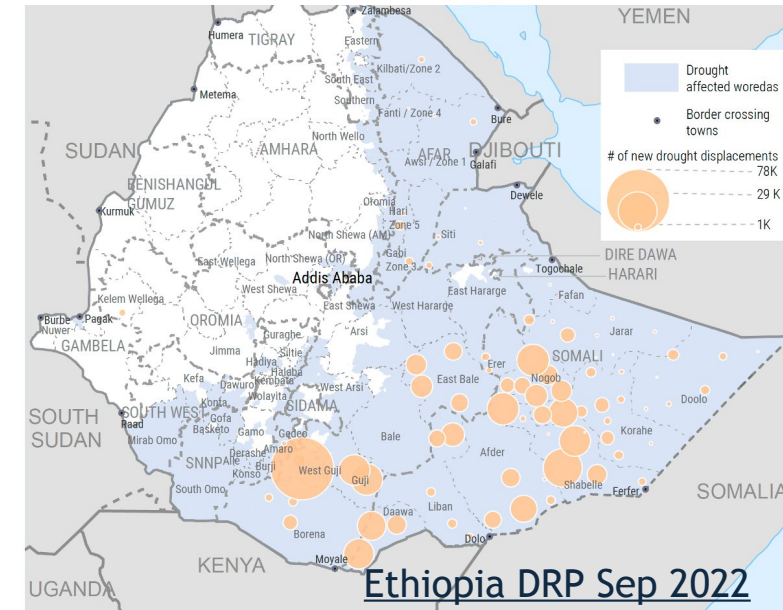 YEMEN
Zalambesa
Humera
TIGRAY
Eastern
Kilbati/Zone 2
South East
Metema
Southern
Fanti / Zone 4
Bure
North Wello
SUDAN
AMHARA
AFAR
DJIBOUTI
Awsi / Zone 1
Galafi
BENISHANGUL
GUMUZ
Kurmuk
Oromia
Hari
Zone 5
Dewele
North Shewa (AM)
Siti
Gabi
Zone 3
East Wellega
North Shewa (OR)
DIRE DAWA
HARARI
Togochale
Addis Ababa
West Shewa
East Hararge
Fafan
Kelem Wellega
East Shewa
West Hararge
Burbe
Pagak
Nuwer
OROMIA
Arsi
Jarar
GAMBELA
Guraghe
Jimma
Siltie
Hadiya
Halaba
Erer
SOMALI
Kefa
Dawuro
Kembata
West Arsi
East Bale
Nogob
Wolayita
Doolo
Konta
SIDAMA
SOUTH
SUDAN
SOUTH WEST
Raad
Gofa
Basketo
Gamo
Gedeo
Korahe
Mirab Omo
Bale
Amaro
Derashe
Afder
SNNP
Alle
Burji
West Guji
Konso
Guji
Shabelle
South Omo
Ferfer
SOMALIA
Liban
Daawa
Borena
Dolo
KENYA
Moyale
UGANDA
Drought
affected woredas
Border crossing
towns
# of new drought displacements
78K
29 K
1K
Ethiopia DRP Sep 2022